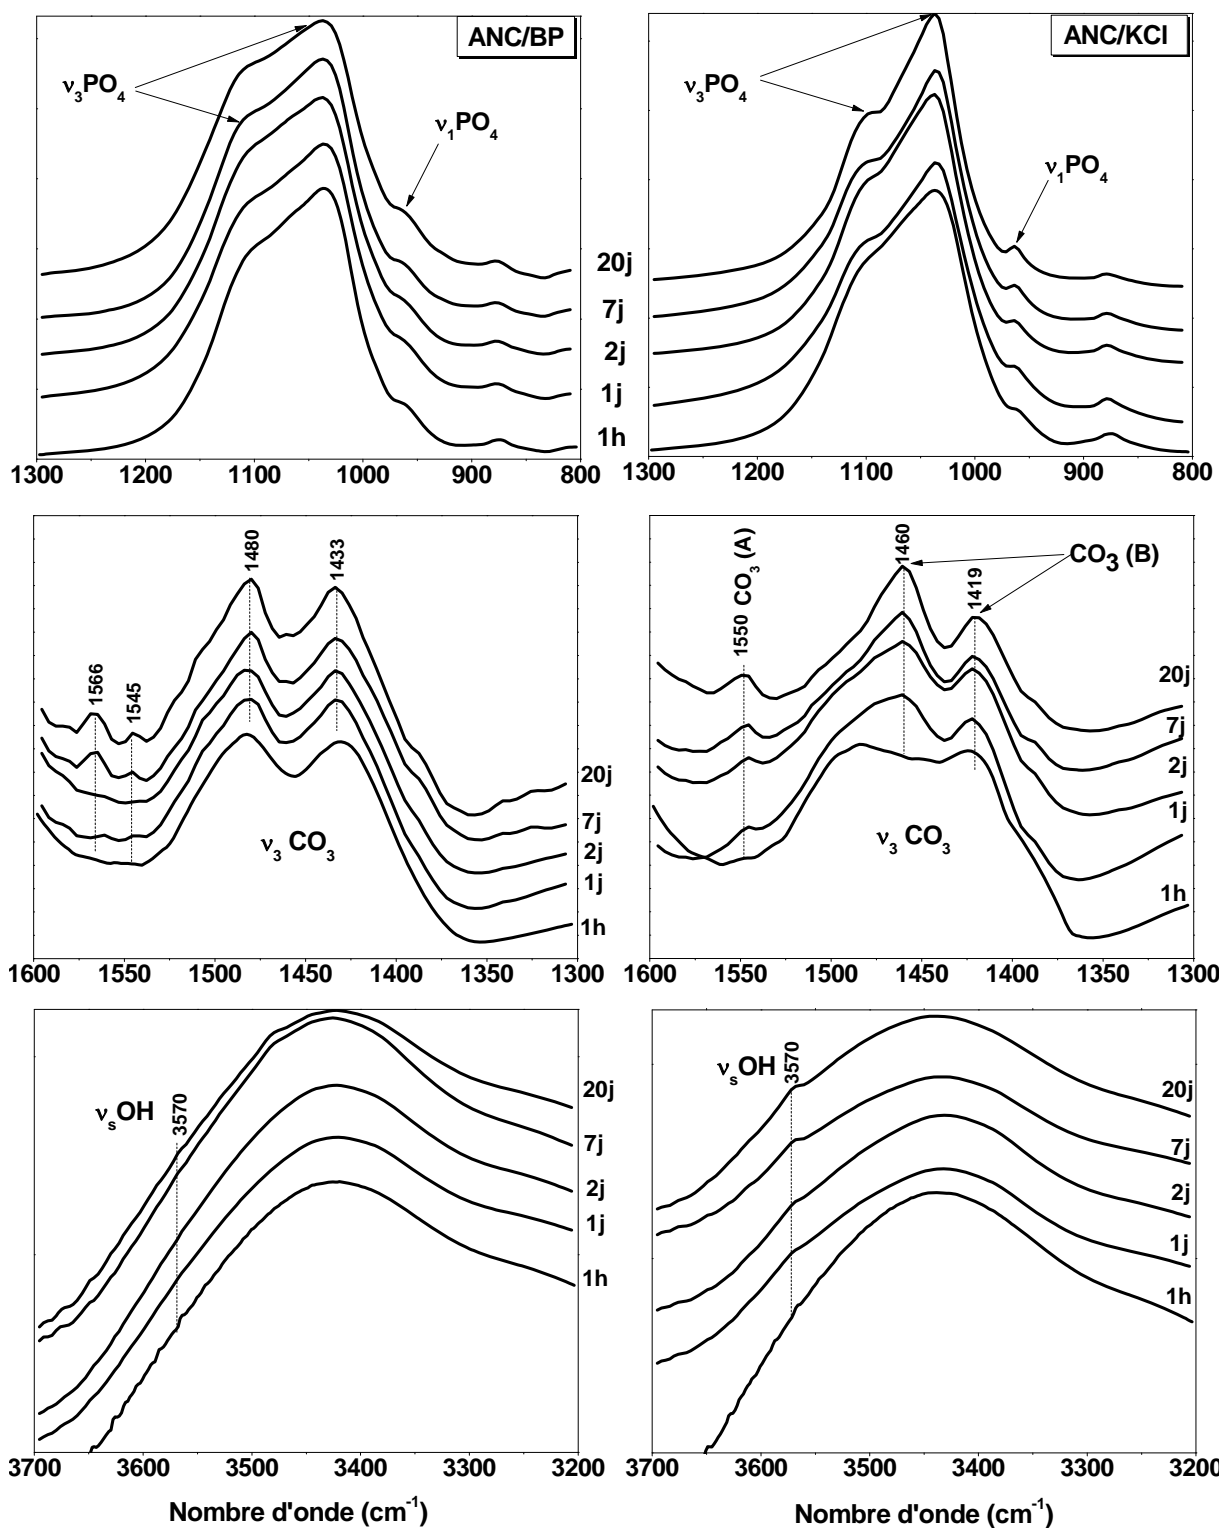 ANC/BP
ν3PO4
ν1PO4
20j
7j
2j
1j
1h
1300 1200 1100 1000 900 800
ANC/KCl
ν3PO4
ν1PO4
1300 1200 1100 1000 900 800
1566
1545
1480
1433
ν3 CO3
20j
7j
2j
1j
1h
1600 1550 1500 1450 1400 1350 1300
1550 CO3 (A)
1460
1419
CO3 (B)
ν3 CO3
20j
7j
2j
1j
1h
1600 1550 1500 1450 1400 1350 1300
νsOH
3570
20j
7j
2j
1j
1h
3700 3600 3500 3400 3300 3200
Nombre d'onde (cm-1)
νsOH
3570
20j
7j
2j
1j
1h
3700 3600 3500 3400 3300 3200
Nombre d'onde (cm-1)